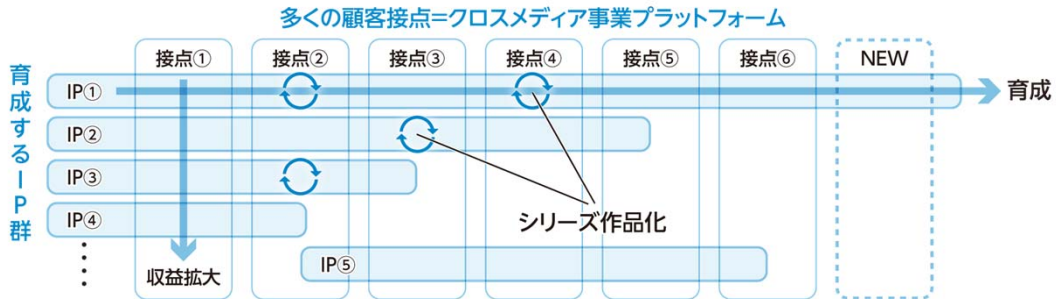 多くの顧客接点=クロスメディア事業プラットフォーム
接点① 接点② 接点③ 接点④ 接点⑤ 接点⑥ NEW
育成するIP群
IP① 育成
IP②
IP③
IP④
シリーズ作品化
IP⑤
収益拡大